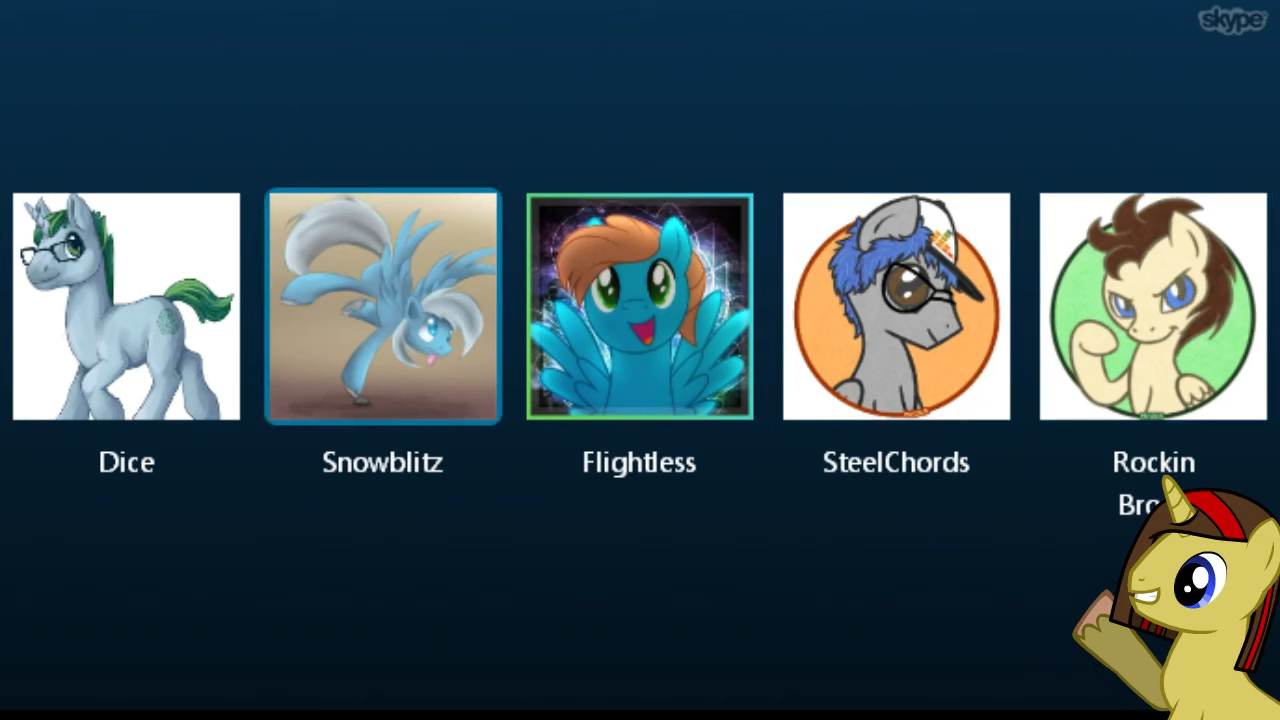 skype
Dice
Snowblitz
Flightless
SteelChords
Rockin